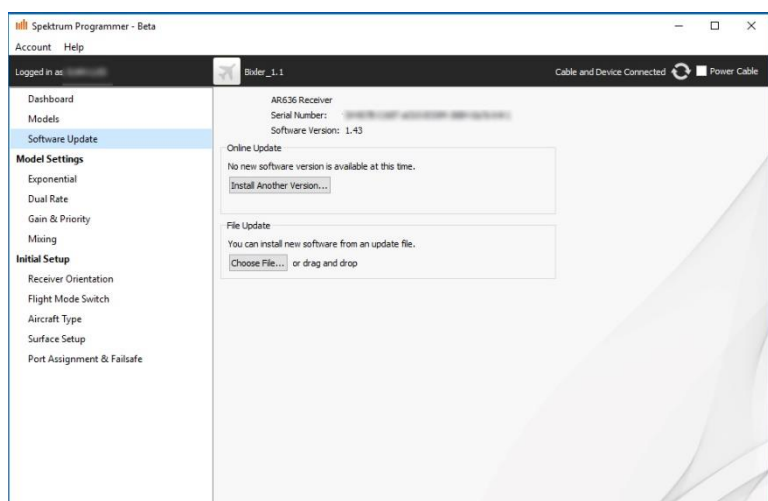 Spektrum Programmer - Beta
Account Help
Logged in as
Bixler_1.1
Cable and Device Connected
Power Cable
Dashboard
Models
Software Update
Model Settings
Exponential
Dual Rate
Gain & Priority
Mixing
Initial Setup
Receiver Orientation
Flight Mode Switch
Aircraft Type
Surface Setup
Port Assignment & Failsafe
AR636 Receiver
Serial Number:
Software Version: 1.43
Online Update
No new software version is available at this time.
Install Another Version...
File Update
You can install new software from an update file.
Choose File... or drag and drop